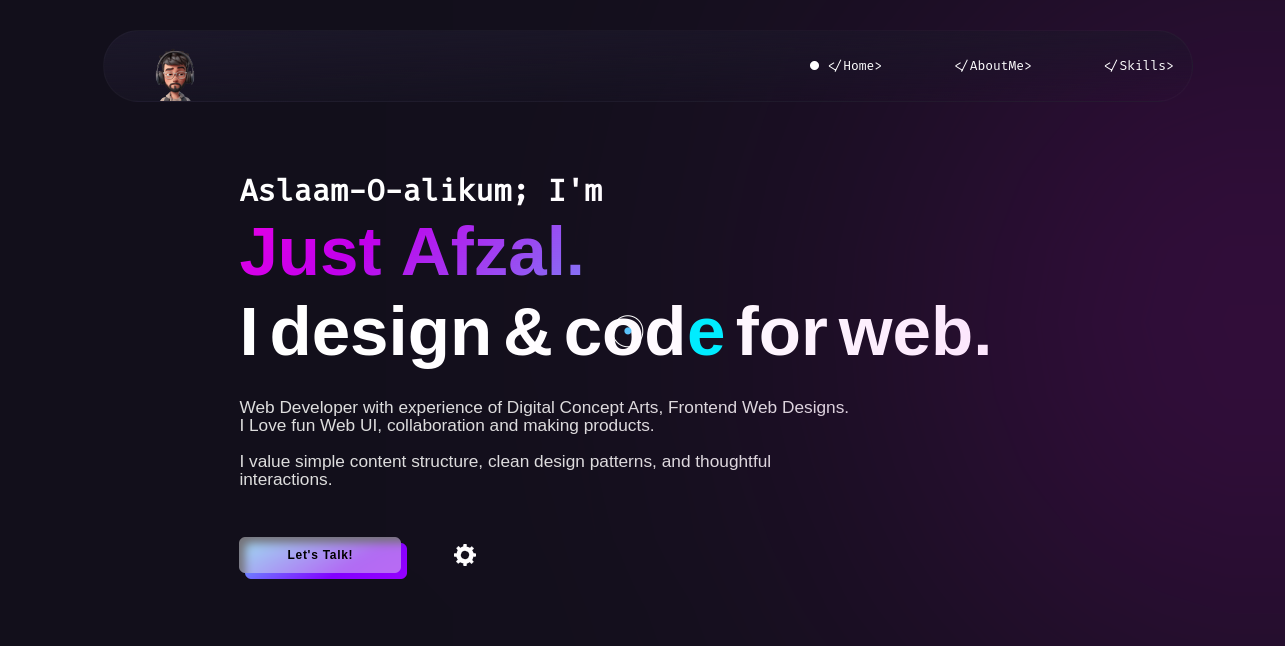 </Home>
</AboutMe>
</Skills>
Aslaam-O-alikum; I'm
Just Afzal.
I design & code for web.
Web Developer with experience of Digital Concept Arts, Frontend Web Designs.
I Love fun Web UI, collaboration and making products.
I value simple content structure, clean design patterns, and thoughtful
interactions.
Let's Talk!